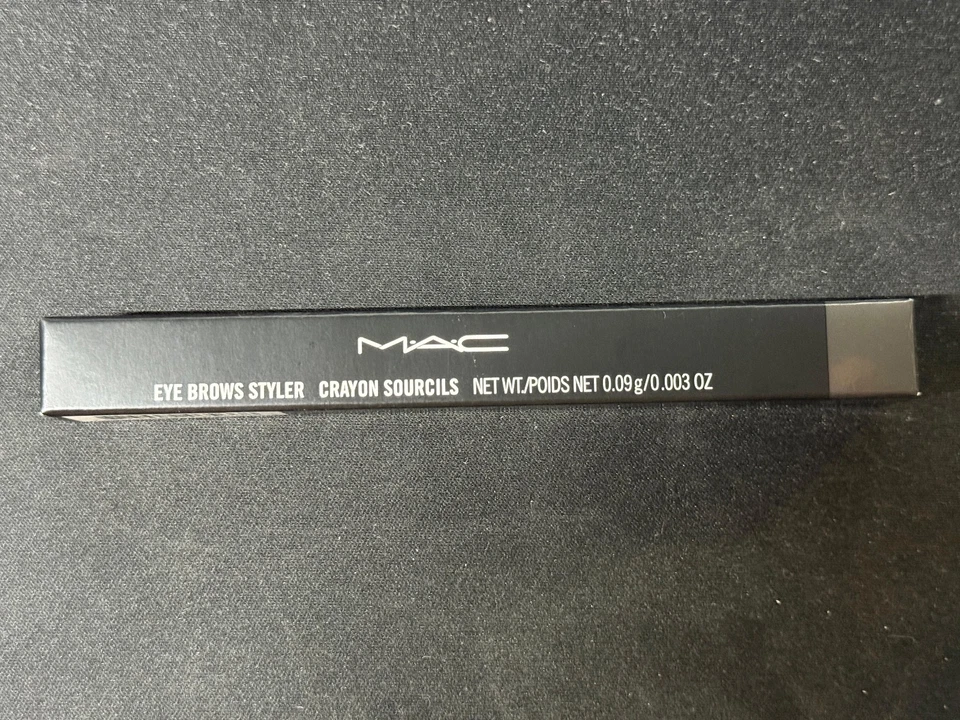 M·A·C
EYE BROWS STYLER CRAYON SOURCILS NET WT./POIDS NET 0.09 g/0.003 OZ